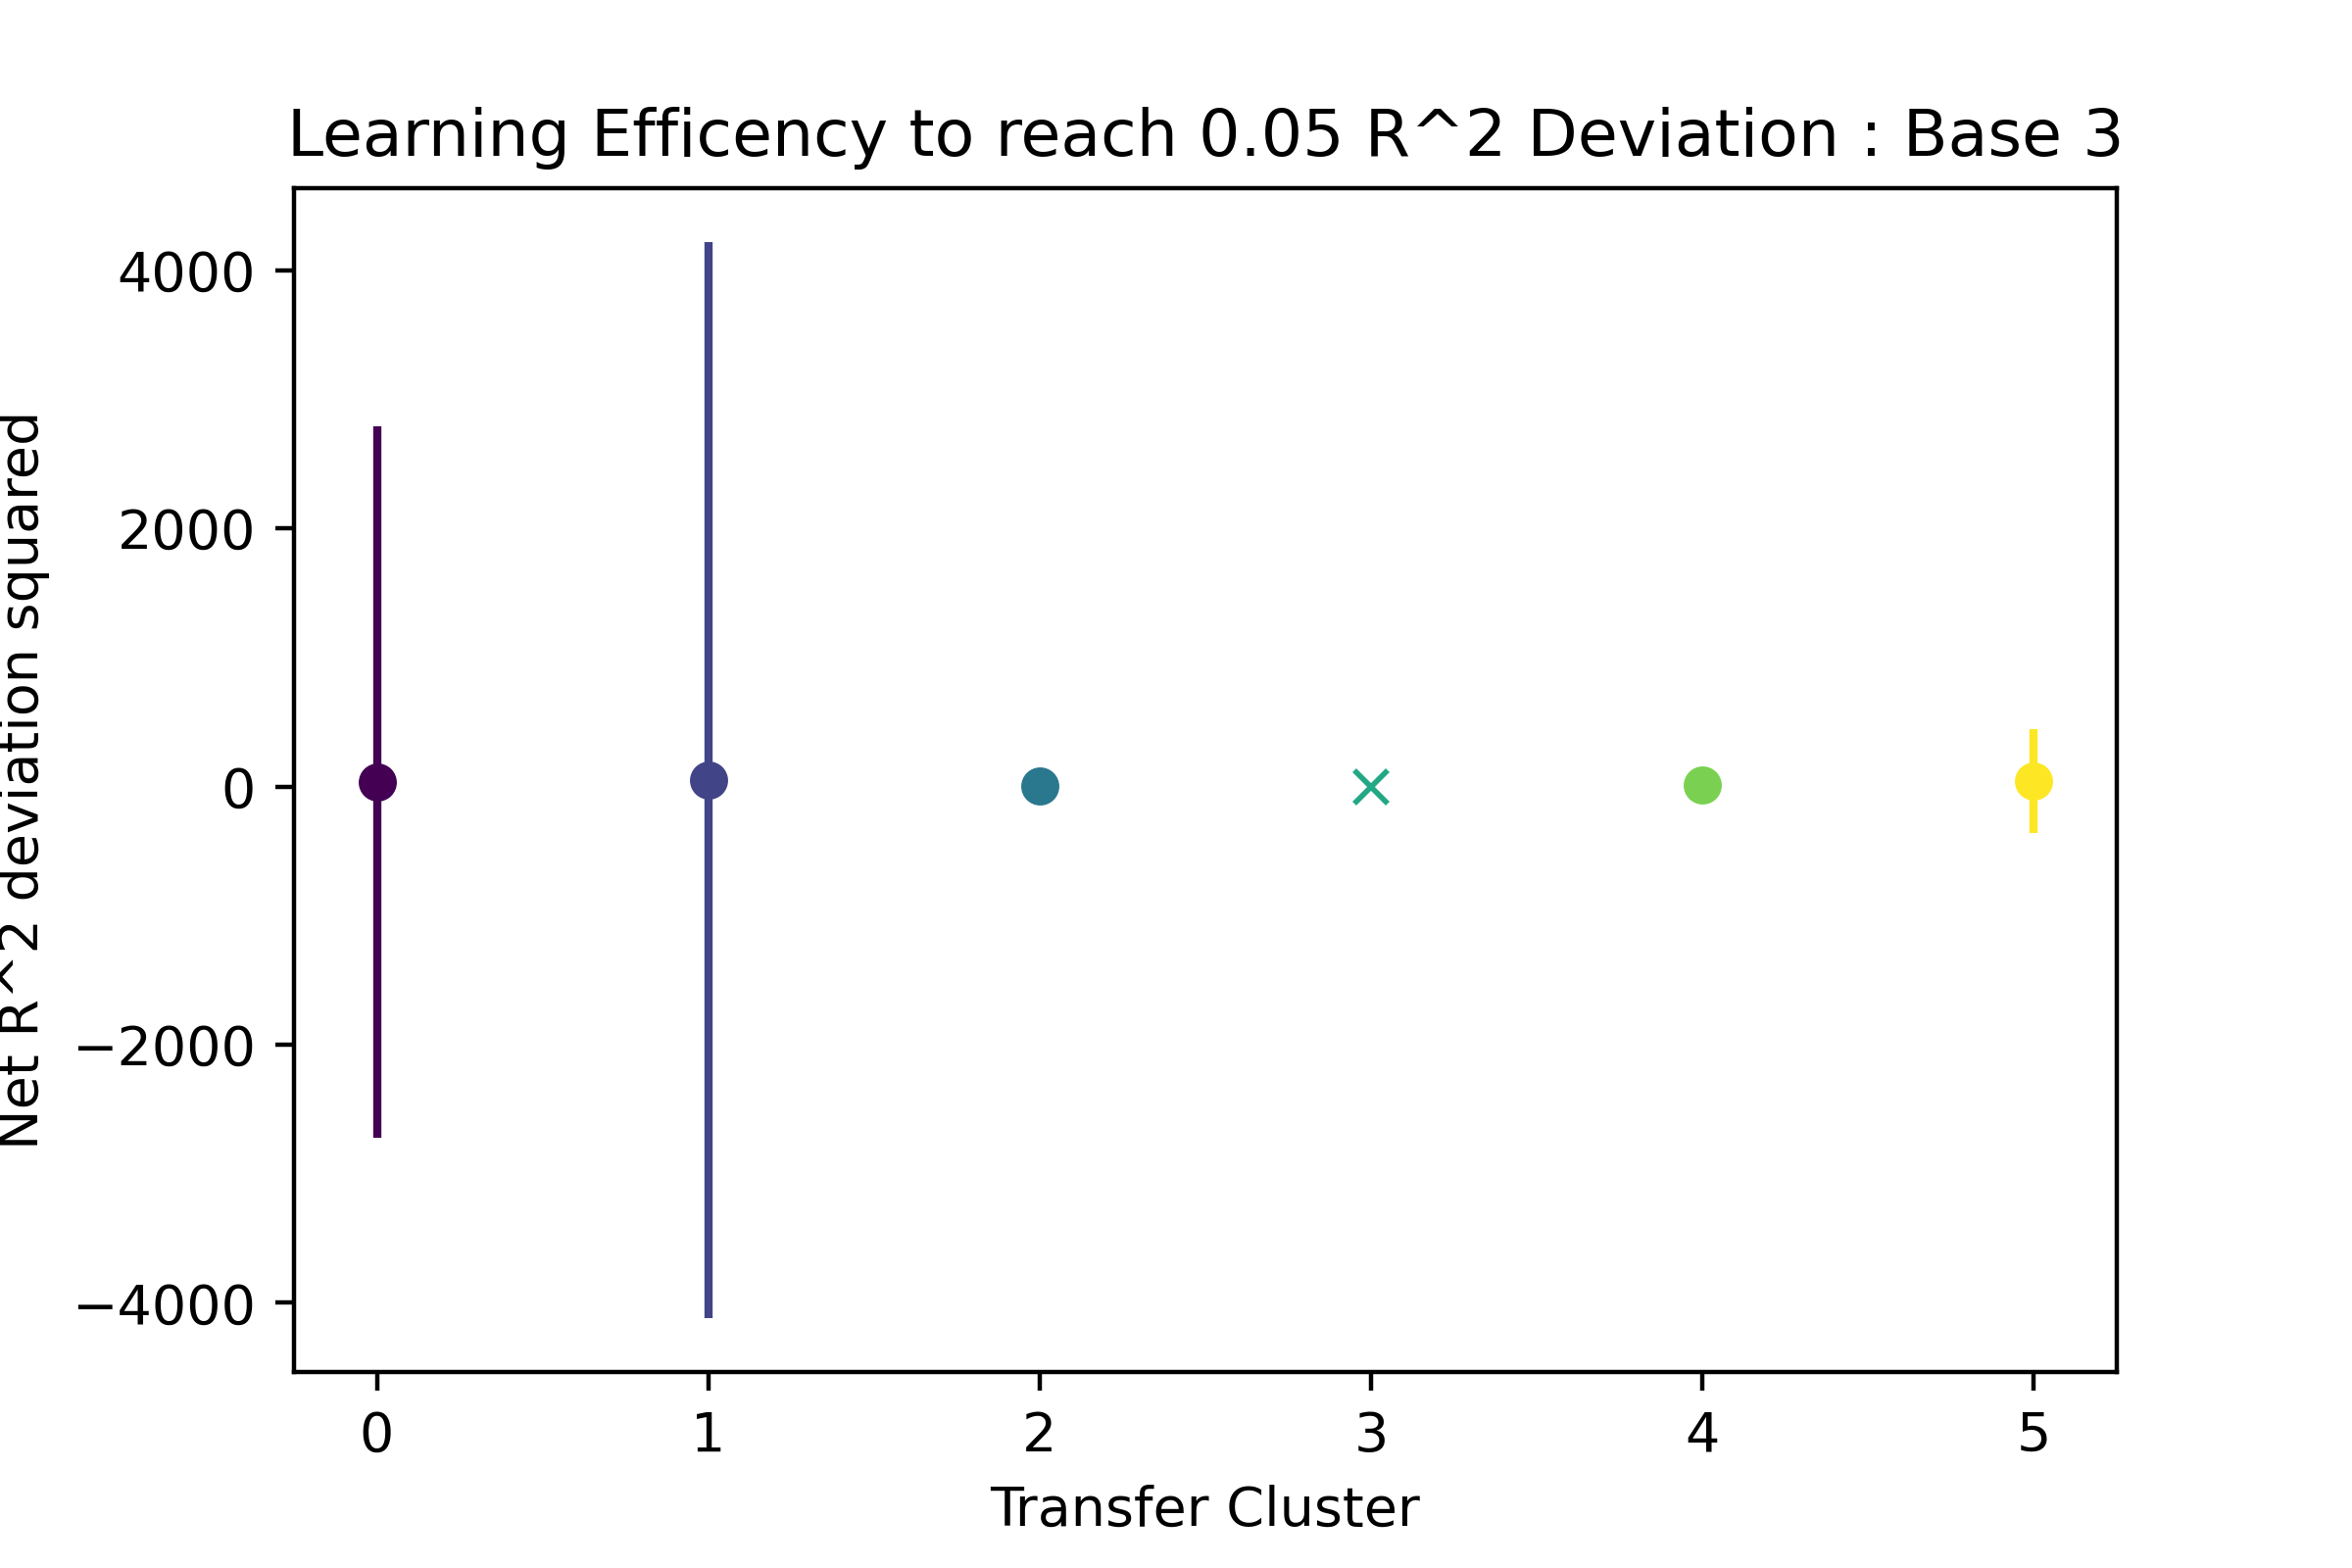 Learning Efficency to reach 0.05 R^2 Deviation : Base 3
Net R^2 deviation squared
4000
2000
0
−2000
−4000
0 1 2 3 4 5
Transfer Cluster